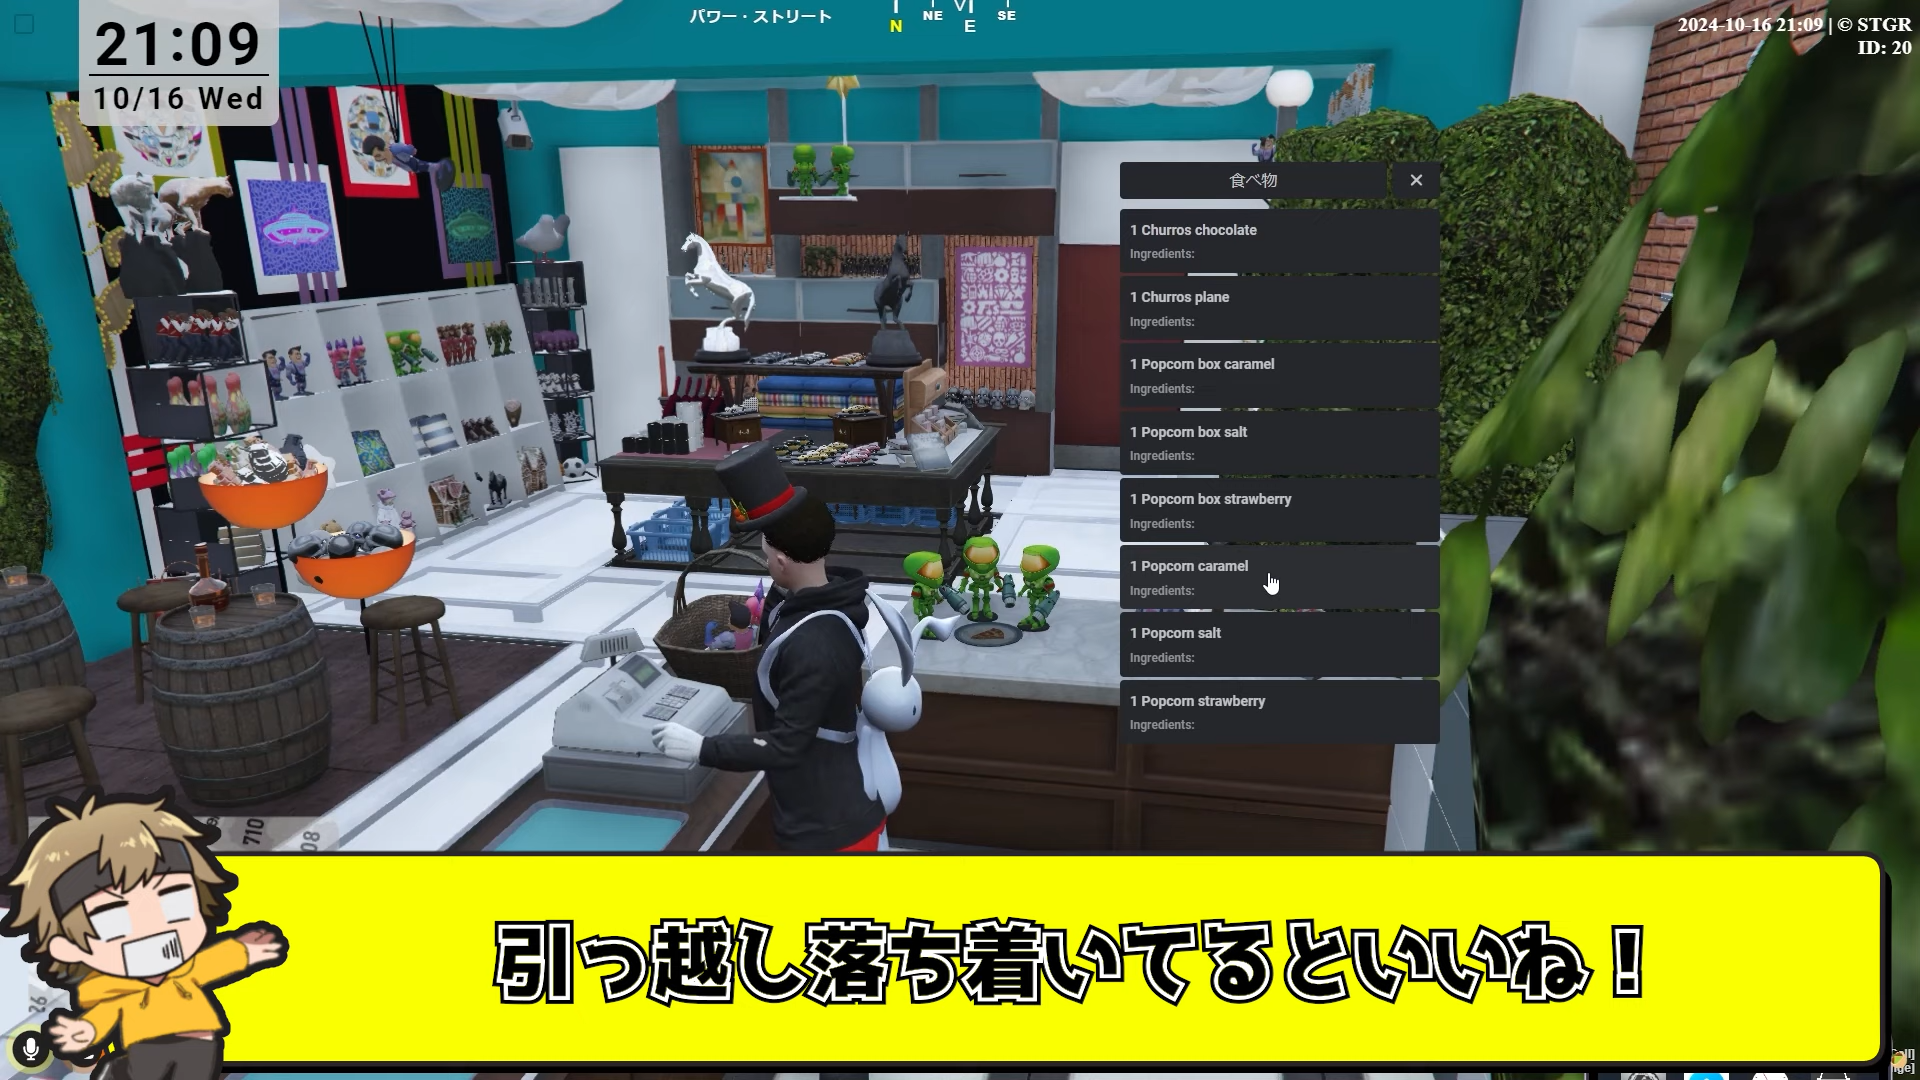 21:09
10/16 Wed
パワー・ストリート
N
NE
E
SE
2024-10-16 21:09 | © STGR
ID: 20
食べ物
1 Churros chocolate
Ingredients:
1 Churros plane
Ingredients:
1 Popcorn box caramel
Ingredients:
1 Popcorn box salt
Ingredients:
1 Popcorn box strawberry
Ingredients:
1 Popcorn caramel
Ingredients:
1 Popcorn salt
Ingredients:
1 Popcorn strawberry
Ingredients:
710
引っ越し落ち着いてるといいね！